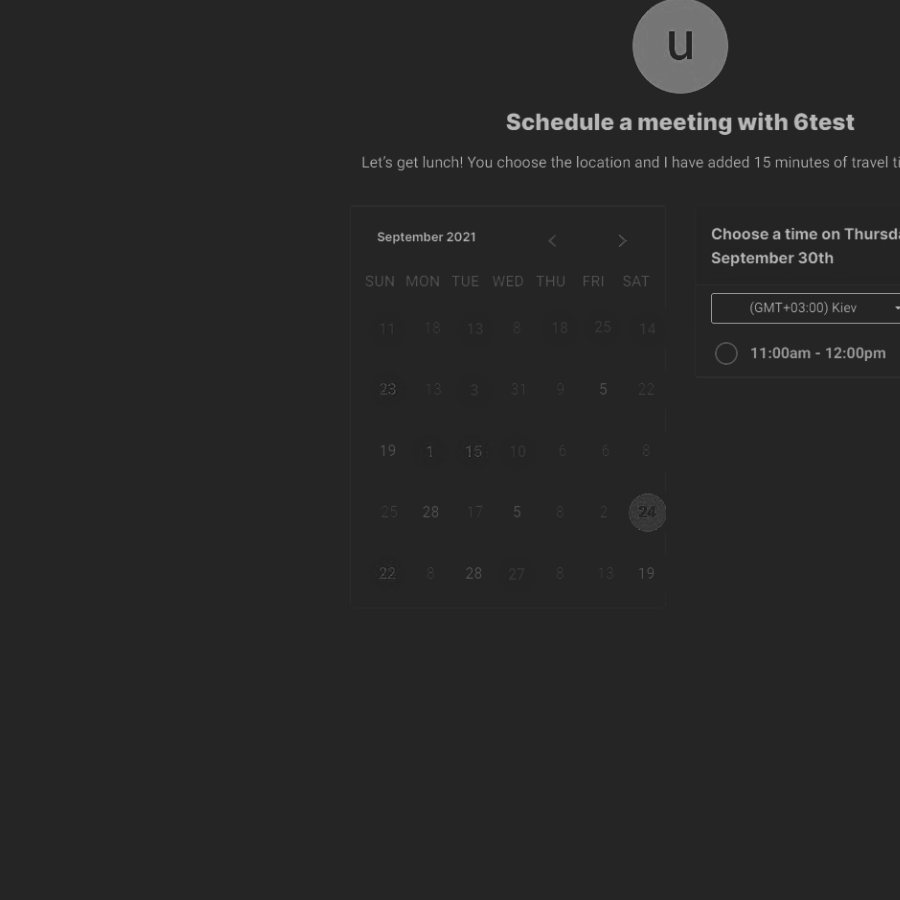 u
Schedule a meeting with 6test
Let's get lunch! You choose the location and I have added 15 minutes of travel
September 2021
SUN MON TUE WED THU FRI SAT
11 18 13 8 18 25 14
23 13 3 31 9 5 22
19 1 15 10 6 6 8
25 28 17 5 8 2 24
22 8 28 27 8 13 19
Choose a time on
September 30th
(GMT+03:00) Kiev
11:00am - 12:00pm